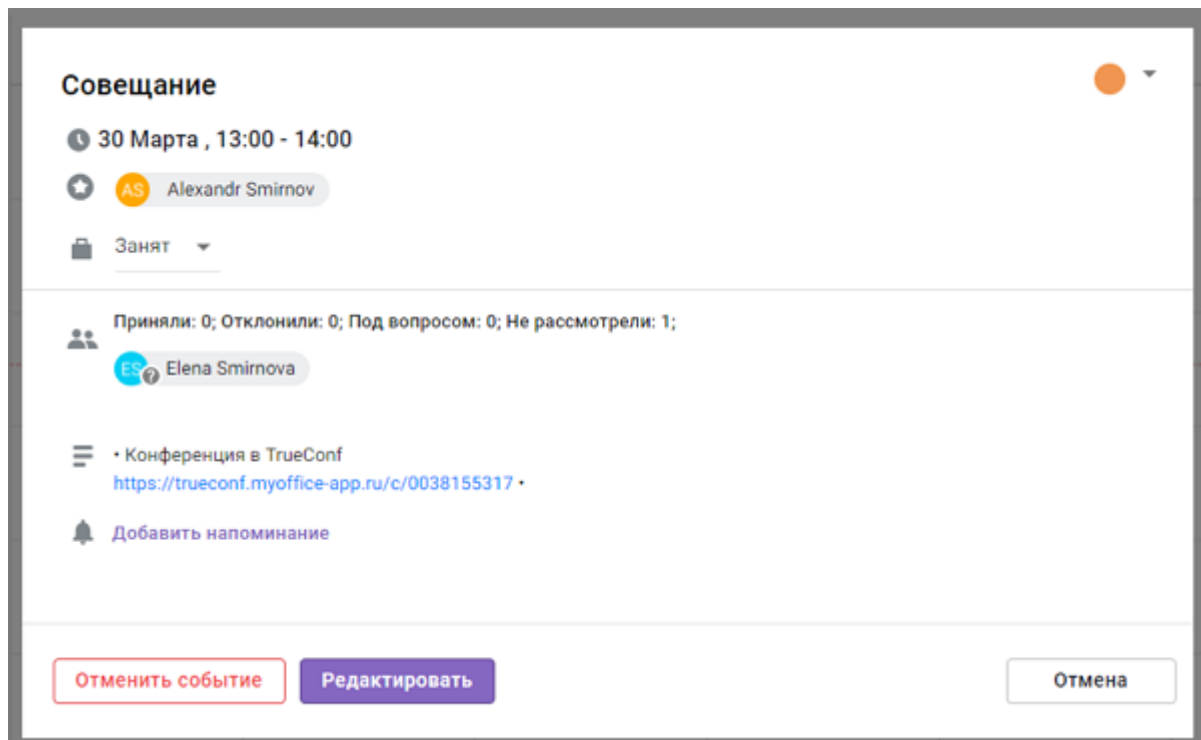 Совещание
30 Марта , 13:00 - 14:00
AS Alexandr Smirnov
Занят
Приняли: 0; Отклонили: 0; Под вопросом: 0; Не рассмотрели: 1;
ES ? Elena Smirnova
• Конференция в TrueConf
https://trueconf.myoffice-app.ru/c/0038155317 •
Добавить напоминание
Отменить событие Редактировать Отмена